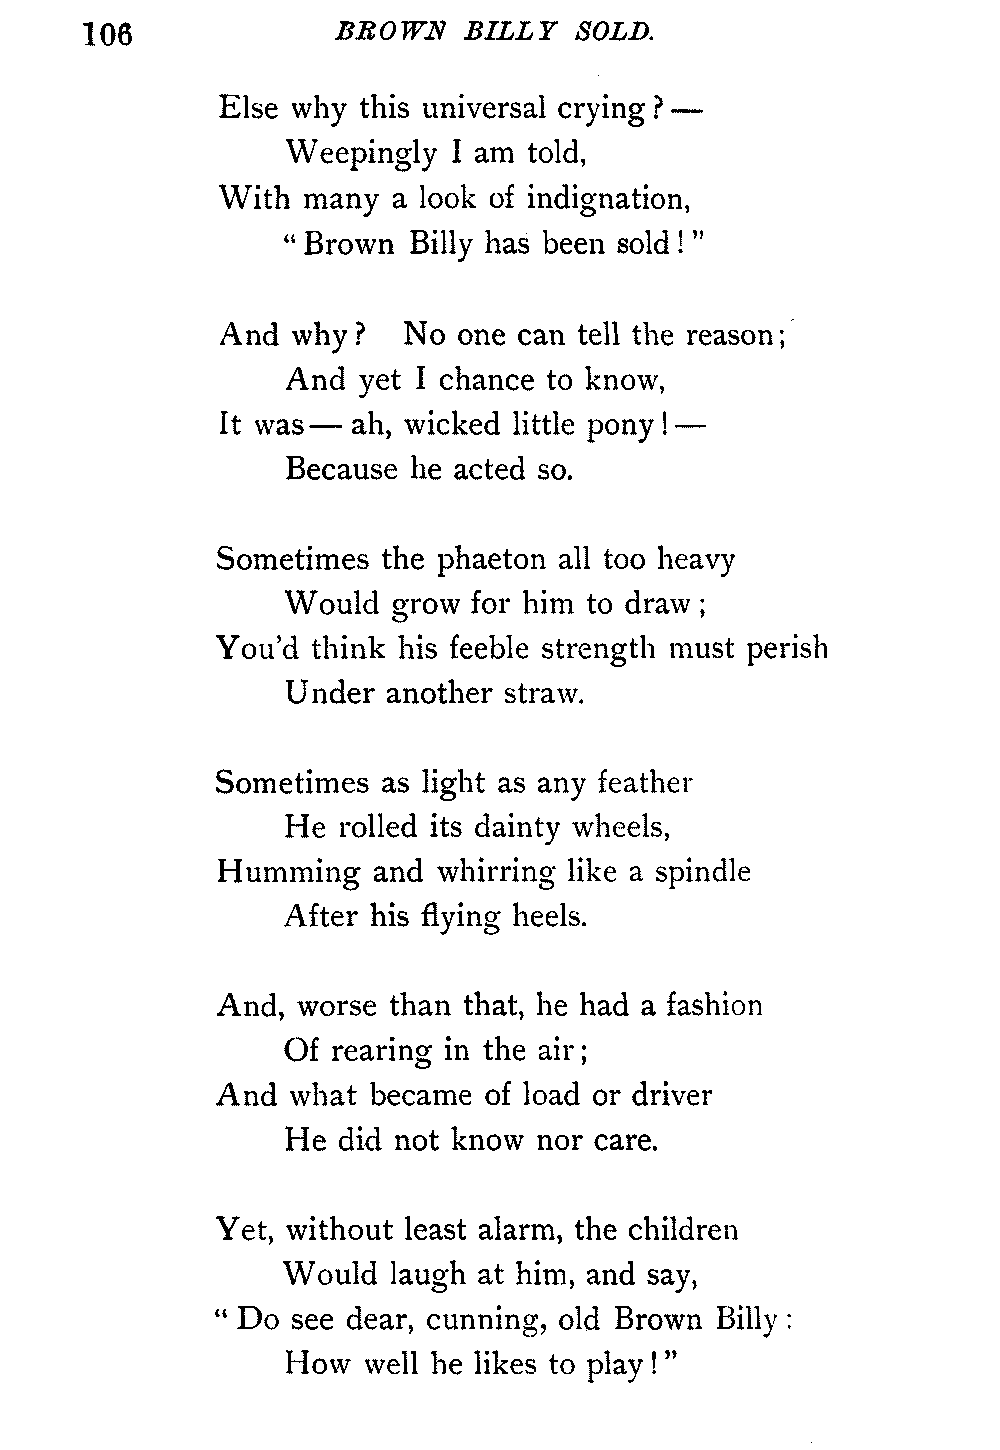 106 BROWN BILLY SOLD.
Else why this universal crying?—
Weepingly I am told,
With many a look of indignation,
“Brown Billy has been sold!”
And why? No one can tell the reason;
And yet I chance to know,
It was— ah, wicked little pony!—
Because he acted so.
Sometimes the phaeton all too heavy
Would grow for him to draw;
You'd think his feeble strength must perish
Under another straw.
Sometimes as light as any feather
He rolled its dainty wheels,
Humming and whirring like a spindle
After his flying heels.
And, worse than that, he had a fashion
Of rearing in the air;
And what became of load or driver
He did not know nor care.
Yet, without least alarm, the children
Would laugh at him, and say,
“Do see dear, cunning, old Brown Billy:
How well he likes to play!”